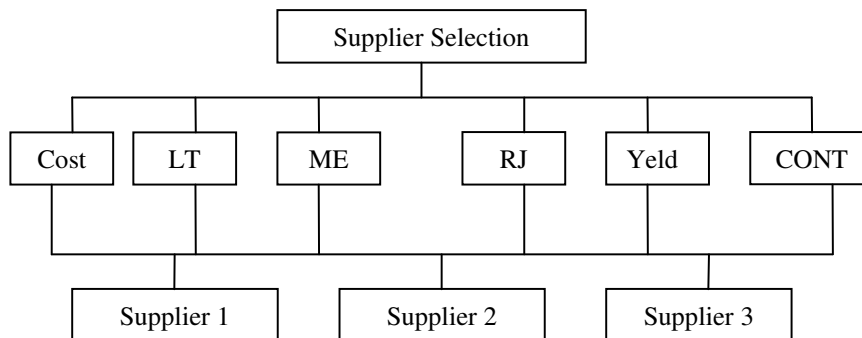 Supplier Selection
Cost
LT
ME
RJ
Yeld
CONT
Supplier 1
Supplier 2
Supplier 3